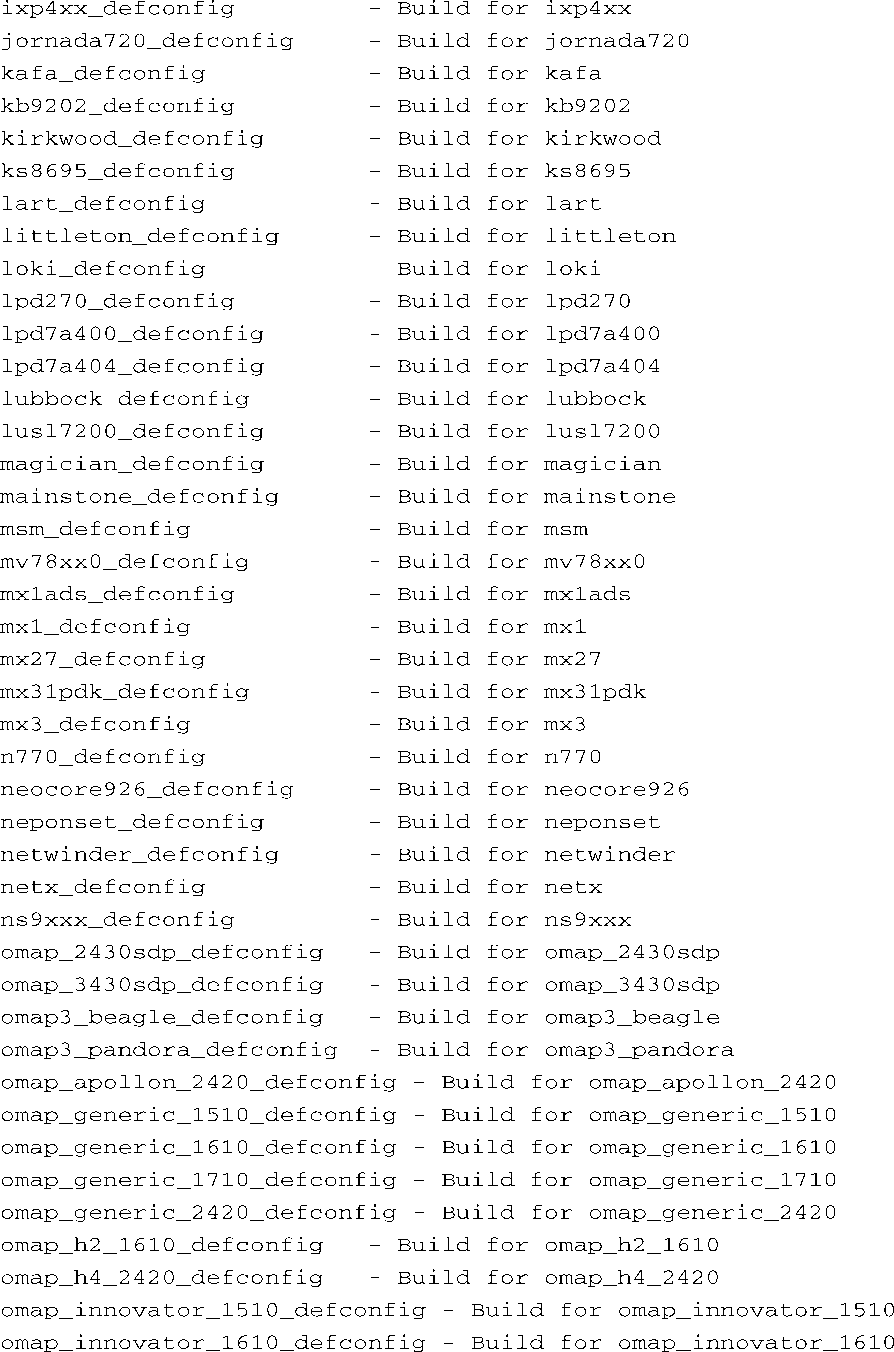 ixp4xx_defconfig         - Build for ixp4xx
jornada720_defconfig     - Build for jornada720
kafa_defconfig           - Build for kafa
kb9202_defconfig         - Build for kb9202
kirkwood_defconfig       - Build for kirkwood
ks8695_defconfig         - Build for ks8695
lart_defconfig           - Build for lart
littleton_defconfig      - Build for littleton
loki_defconfig             Build for loki
lpd270_defconfig         - Build for lpd270
lpd7a400_defconfig       - Build for lpd7a400
lpd7a404_defconfig       - Build for lpd7a404
lubbock defconfig        - Build for lubbock
lusl7200_defconfig       - Build for lusl7200
magician_defconfig       - Build for magician
mainstone_defconfig      - Build for mainstone
msm_defconfig            - Build for msm
mv78xx0_defconfig        - Build for mv78xx0
mx1ads_defconfig         - Build for mx1ads
mx1_defconfig            - Build for mx1
mx27_defconfig           - Build for mx27
mx31pdk_defconfig        - Build for mx31pdk
mx3_defconfig            - Build for mx3
n770_defconfig           - Build for n770
neocore926_defconfig     - Build for neocore926
neponset_defconfig       - Build for neponset
netwinder_defconfig      - Build for netwinder
netx_defconfig           - Build for netx
ns9xxx_defconfig         - Build for ns9xxx
omap_2430sdp_defconfig   - Build for omap_2430sdp
omap_3430sdp_defconfig   - Build for omap_3430sdp
omap3_beagle_defconfig   - Build for omap3_beagle
omap3_pandora_defconfig  - Build for omap3_pandora
omap_apollon_2420_defconfig - Build for omap_apollon_2420
omap_generic_1510_defconfig - Build for omap_generic_1510
omap_generic_1610_defconfig - Build for omap_generic_1610
omap_generic_1710_defconfig - Build for omap_generic_1710
omap_generic_2420_defconfig - Build for omap_generic_2420
omap_h2_1610_defconfig   - Build for omap_h2_1610
omap_h4_2420_defconfig   - Build for omap_h4_2420
omap_innovator_1510_defconfig - Build for omap_innovator_1510
omap_innovator_1610_defconfig - Build for omap_innovator_1610